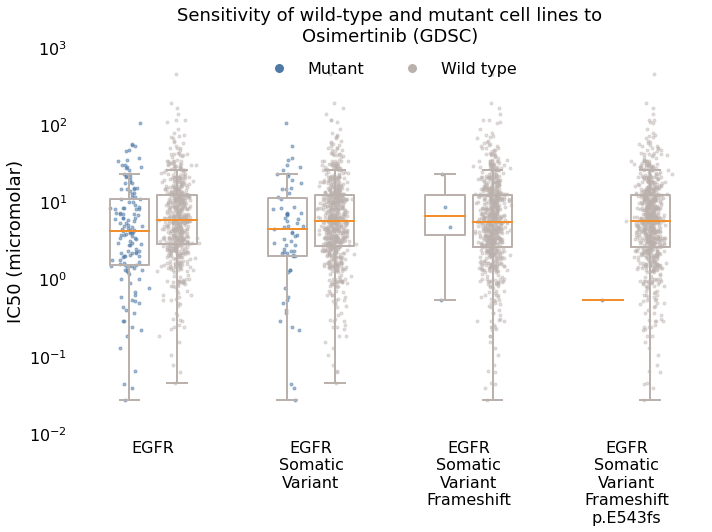 Sensitivity of wild-type and mutant cell lines to
Osimertinib (GDSC)
Mutant
Wild type
IC50 (micromolar)
10³
10²
10¹
10⁰
10⁻¹
10⁻²
EGFR
EGFR
Somatic
Variant
EGFR
Somatic
Variant
Frameshift
EGFR
Somatic
Variant
Frameshift
p.E543fs